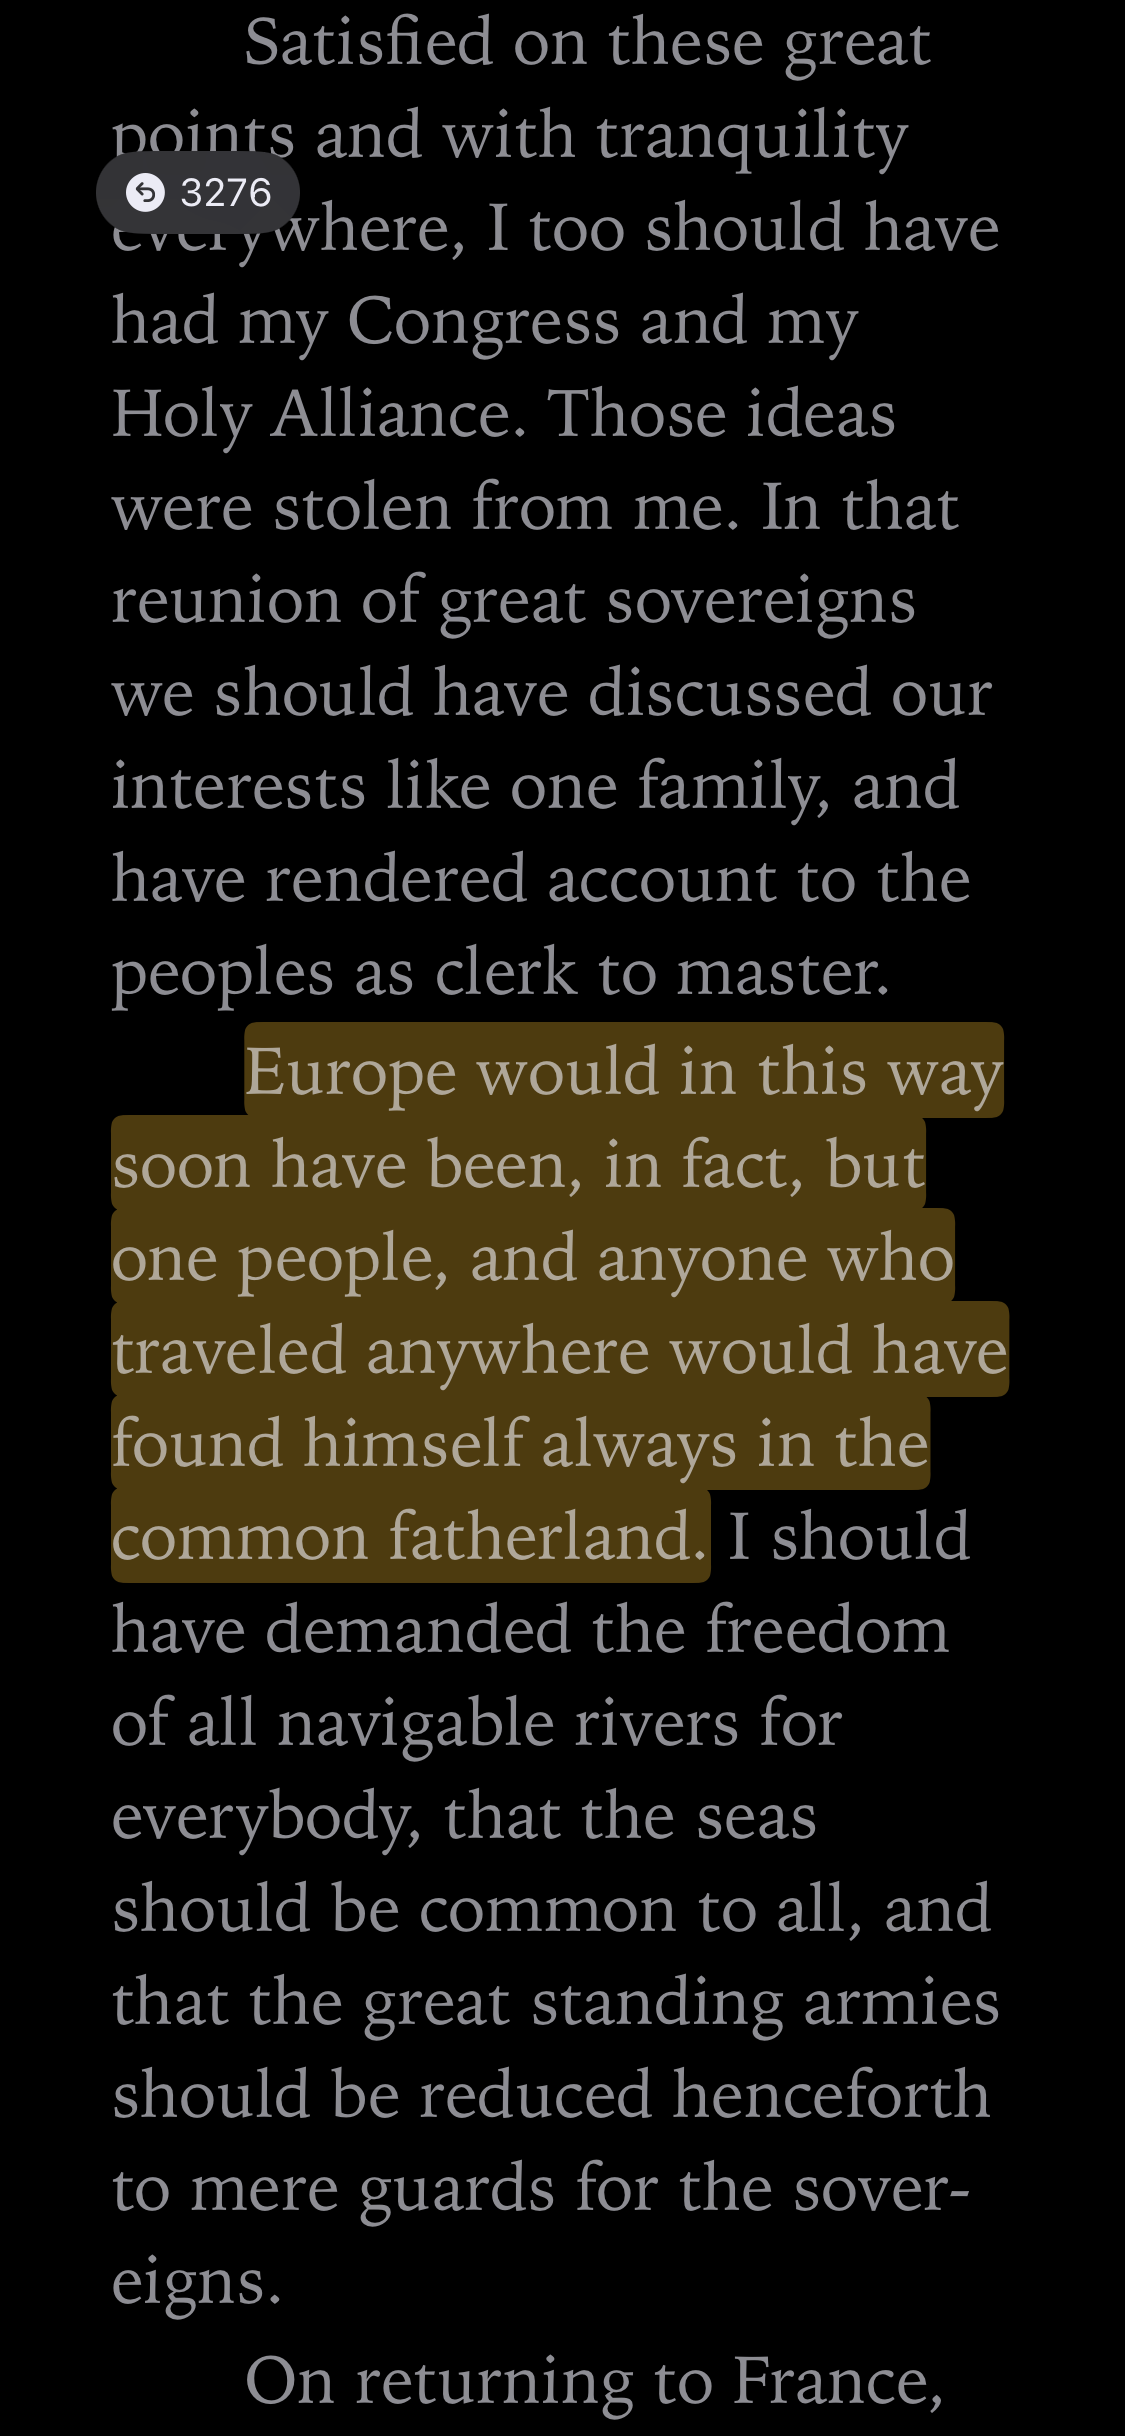 Satisfied on these great
points and with tranquility
3276
everywhere, I too should have
had my Congress and my
Holy Alliance. Those ideas
were stolen from me. In that
reunion of great sovereigns
we should have discussed our
interests like one family, and
have rendered account to the
peoples as clerk to master.
Europe would in this way
soon have been, in fact, but
one people, and anyone who
traveled anywhere would have
found himself always in the
common fatherland. I should
have demanded the freedom
of all navigable rivers for
everybody, that the seas
should be common to all, and
that the great standing armies
should be reduced henceforth
to mere guards for the sover-
eigns.
On returning to France,